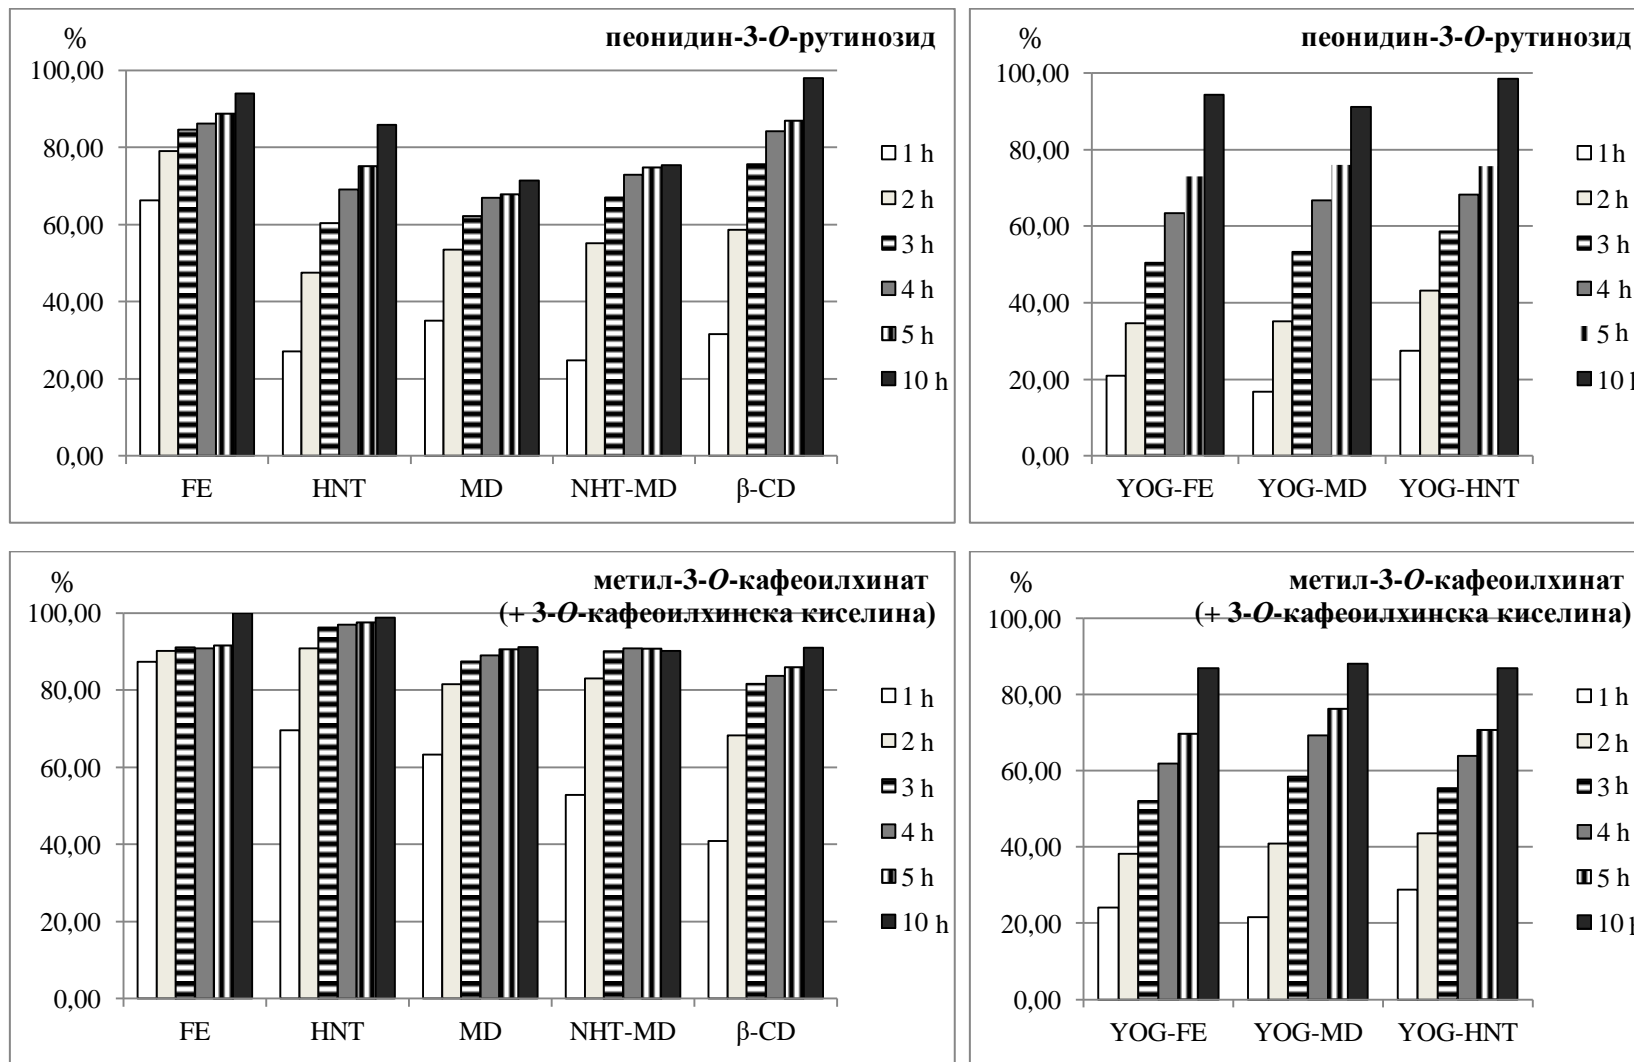 %
пеонидин-3-O-рутинозид
100,00
80,00
60,00
40,00
20,00
0,00
FE HNT MD NHT-MD β-CD
1 h
2 h
3 h
4 h
5 h
10 h
%
пеонидин-3-O-рутинозид
100,00
80,00
60,00
40,00
20,00
0,00
YOG-FE YOG-MD YOG-HNT
1h
2 h
3 h
4 h
5 h
10 h
%
метил-3-O-кафеоилхинат
(+ 3-O-кафеоилхинска киселина)
100,00
80,00
60,00
40,00
20,00
0,00
FE HNT MD NHT-MD β-CD
1 h
2 h
3 h
4 h
5 h
10 h
%
метил-3-O-кафеоилхинат
(+ 3-O-кафеоилхинска киселина)
100,00
80,00
60,00
40,00
20,00
0,00
YOG-FE YOG-MD YOG-HNT
1 h
2 h
3 h
4 h
5 h
10 h